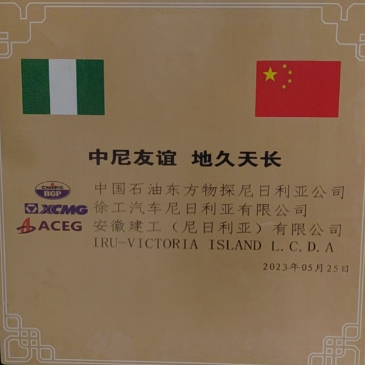 中尼友谊 地久天长
CNPC
BGP 中国石油东方物探尼日利亚公司
XCMG 徐工汽车尼日利亚有限公司
ACEG 安徽建工（尼日利亚）有限公司
IRU-VICTORIA ISLAND L.C.D.A
2023年05月25日